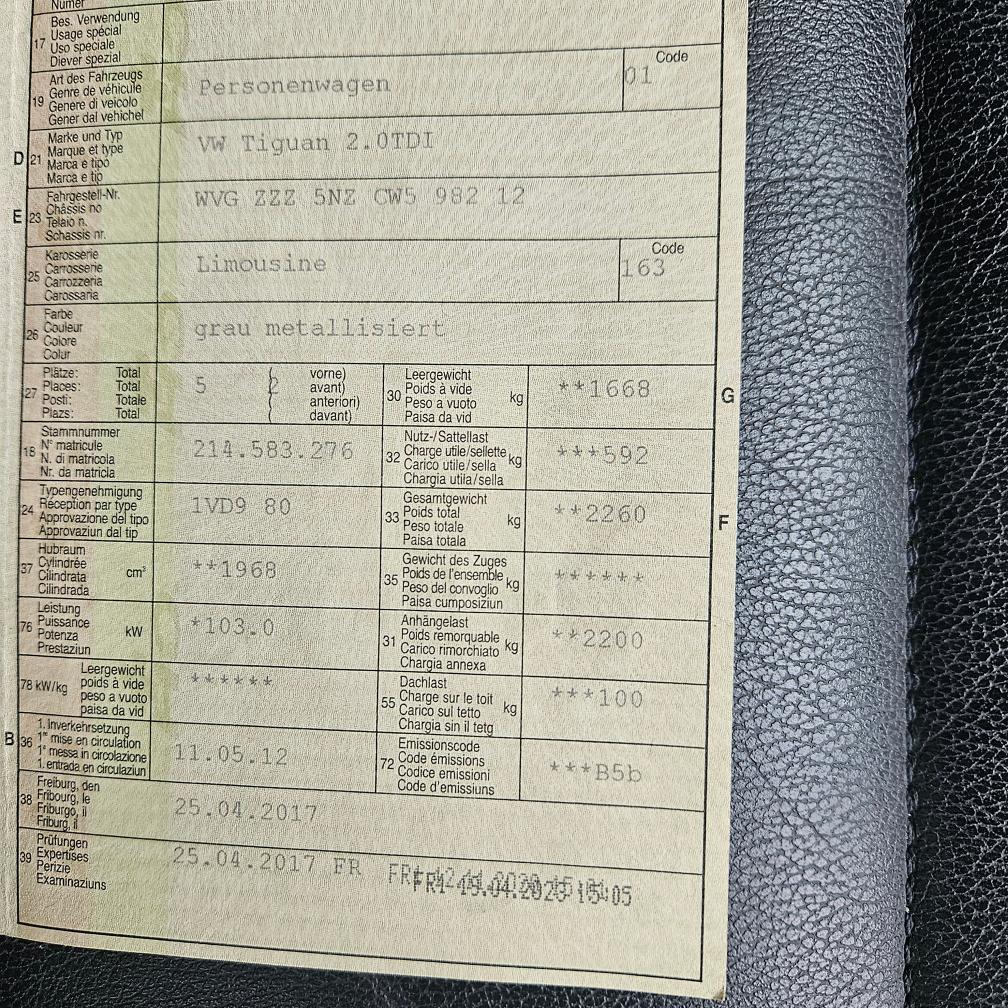 Numer
17
Bes. Verwendung
Usage spécial
Uso speciale
Diever spezial
19
Art des Fahrzeugs
Genre de véhicule
Genere di veicolo
Gener dal vehichel
Personenwagen
Code
01
D
21
Marke und Typ
Marque et type
Marca e tipo
Marca e tip
VW Tiguan 2.0TDI
E
23
Fahrgestell-Nr.
Châssis no
Telaio n.
Schassis nr.
WVG ZZZ 5NZ CW5 982 12
25
Karosserie
Carrosserie
Carrozzeria
Carossaria
Limousine
Code
163
26
Farbe
Couleur
Colore
Colur
grau metallisiert
27
Plätze: Total
Places: Total
Posti: Totale
Plazs: Total
5
( vorne)
2 avant)
( anteriori)
( davant)
30
Leergewicht
Poids à vide
Peso a vuoto
Paisa da vid
kg
**1668
G
18
Stammnummer
N° matricule
N. di matricola
Nr. da matricla
214.583.276
32
Nutz-/Sattellast
Charge utile/sellette
Carico utile/sella
Chargia utila/sella
kg
***592
24
Typengenehmigung
Réception par type
Approvazione del tipo
Approvaziun dal tip
1VD9 80
33
Gesamtgewicht
Poids total
Peso totale
Paisa totala
kg
**2260
F
37
Hubraum
Cylindrée
Cilindrata
Cilindrada
cm³
**1968
35
Gewicht des Zuges
Poids de l'ensemble
Peso del convoglio
Paisa cumposiziun
kg
******
76
Leistung
Puissance
Potenza
Prestaziun
kW
*103.0
31
Anhängelast
Poids remorquable
Carico rimorchiato
Chargia annexa
kg
**2200
78 kW/kg
Leergewicht
poids à vide
peso a vuoto
paisa da vid
******
55
Dachlast
Charge sur le toit
Carico sul tetto
Chargia sin il tetg
kg
***100
B
36
1. Inverkehrsetzung
1re mise en circulation
1a messa in circolazione
1. entrada en circulaziun
11.05.12
72
Emissionscode
Code émissions
Codice emissioni
Code d'emissiuns
***B5b
38
Freiburg, den
Fribourg, le
Friburgo, il
Friburg, il
25.04.2017
39
Prüfungen
Expertises
Perizie
Examinaziuns
25.04.2017 FR